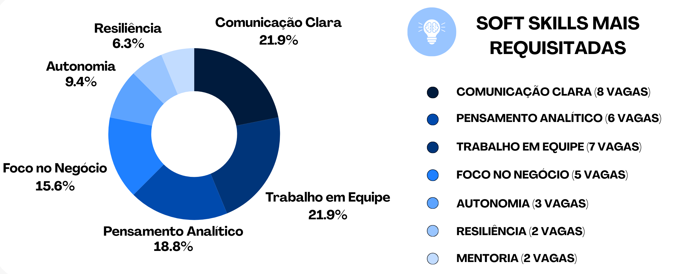 Resiliência
6.3%
Comunicação Clara
21.9%
Autonomia
9.4%
Foco no Negócio
15.6%
Trabalho em Equipe
21.9%
Pensamento Analítico
18.8%
SOFT SKILLS MAIS
REQUISITADAS
COMUNICAÇÃO CLARA (8 VAGAS)
PENSAMENTO ANALÍTICO (6 VAGAS)
TRABALHO EM EQUIPE (7 VAGAS)
FOCO NO NEGÓCIO (5 VAGAS)
AUTONOMIA (3 VAGAS)
RESILIÊNCIA (2 VAGAS)
MENTORIA (2 VAGAS)